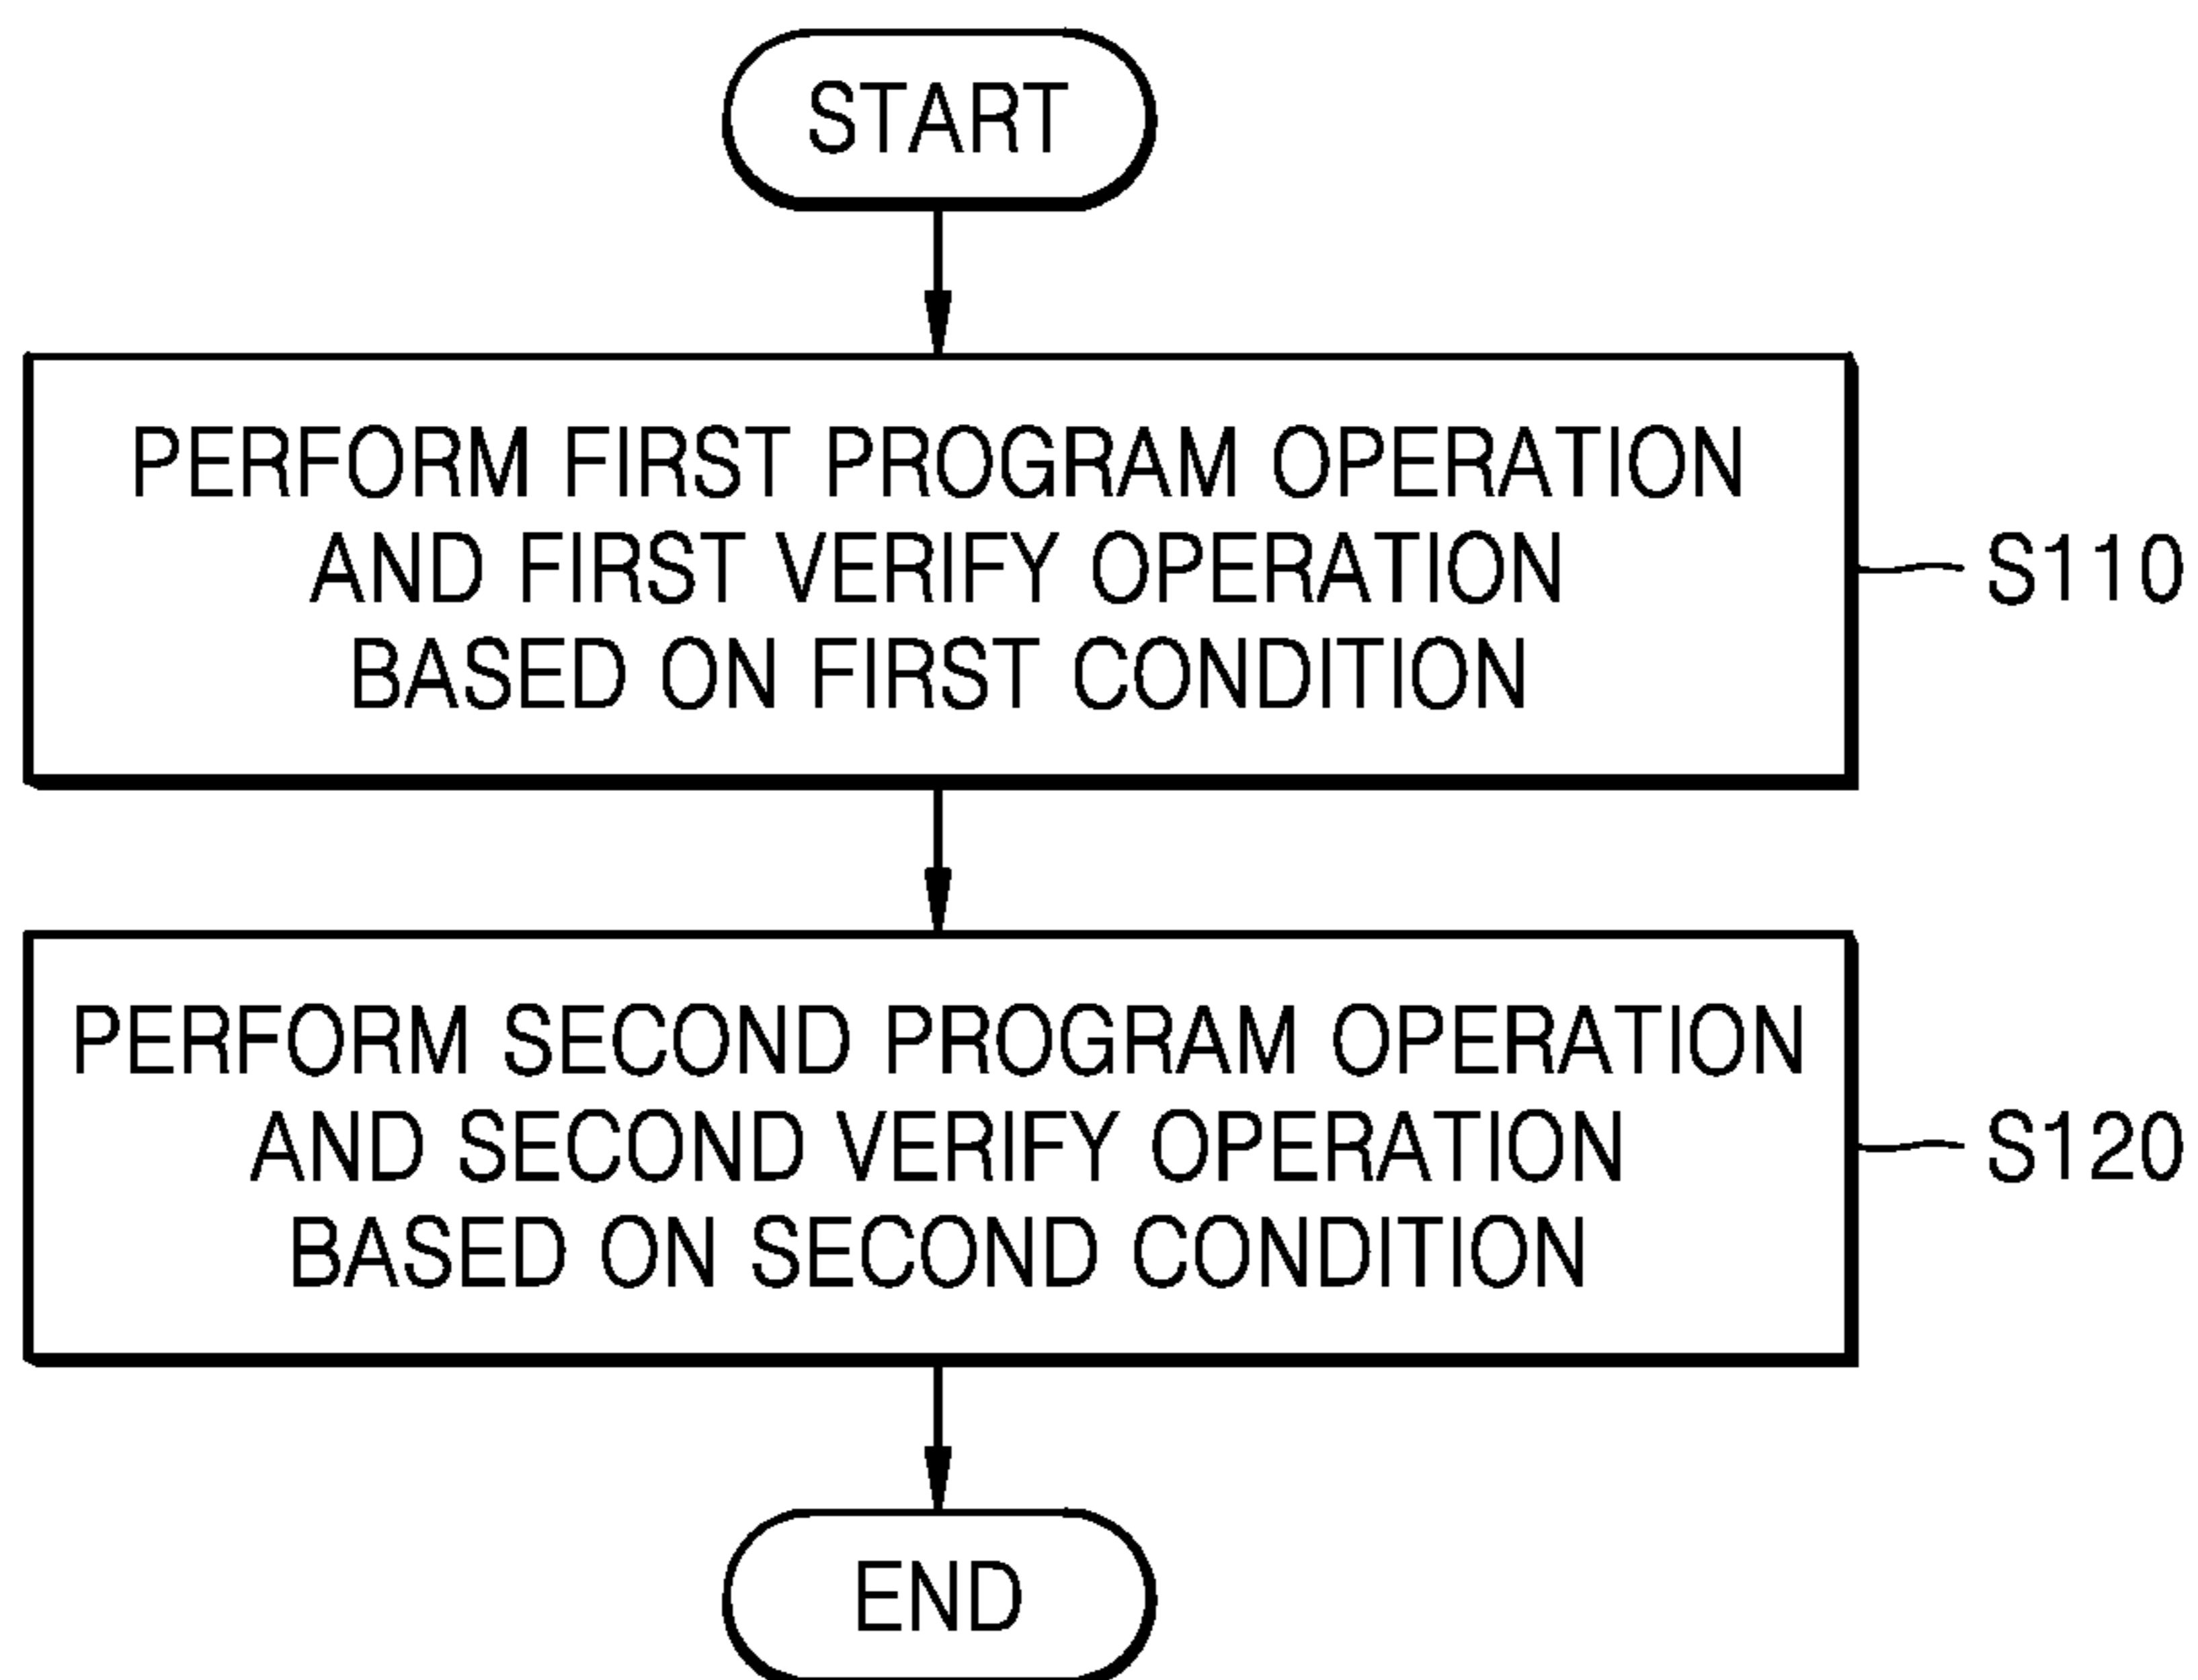 START
PERFORM FIRST PROGRAM OPERATION
AND FIRST VERIFY OPERATION
BASED ON FIRST CONDITION
S110
PERFORM SECOND PROGRAM OPERATION
AND SECOND VERIFY OPERATION
BASED ON SECOND CONDITION
S120
END